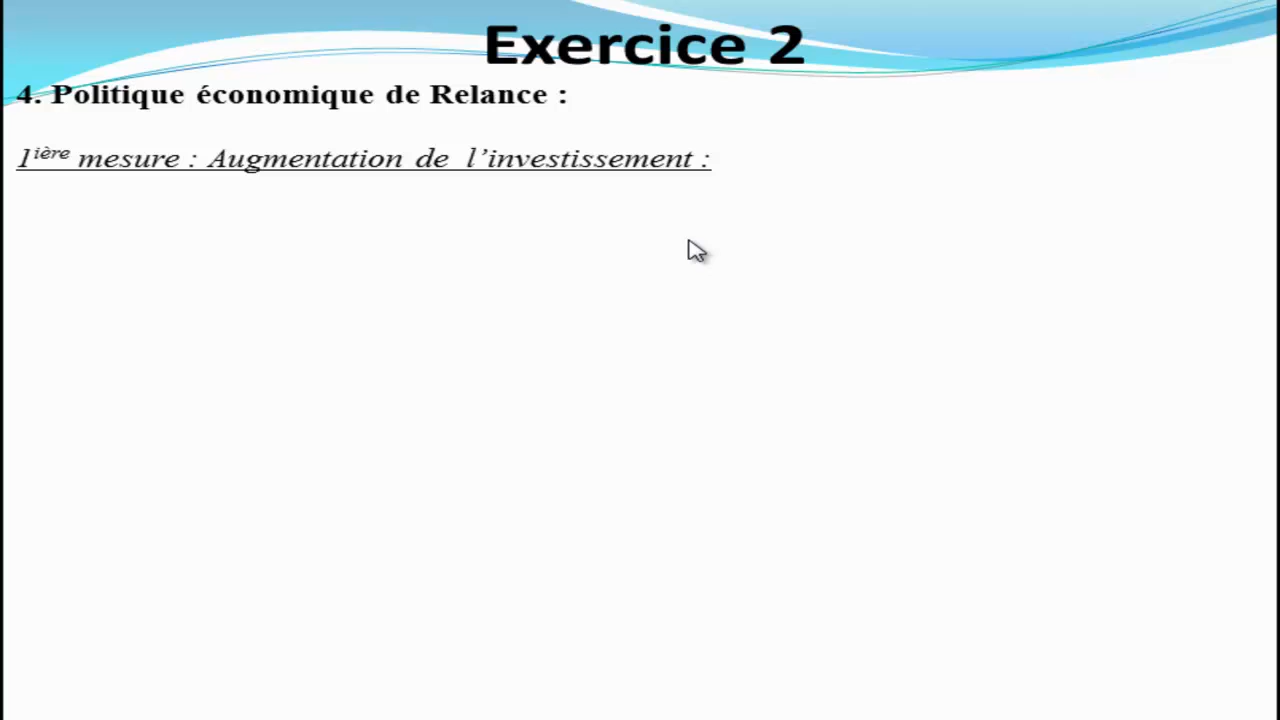 Exercice 2
4. Politique économique de Relance :
1ière mesure : Augmentation de l’investissement :